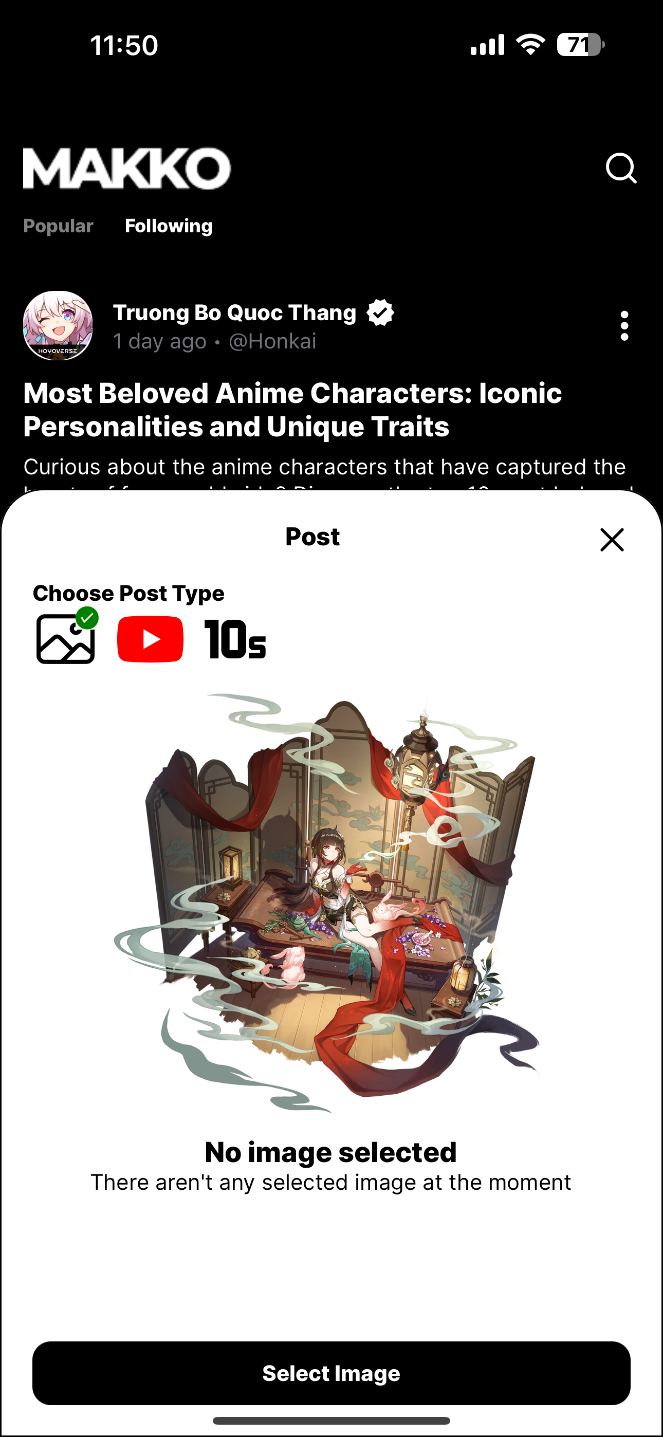 11:50
71
MAKKO
Popular Following
Truong Bo Quoc Thang
1 day ago • @Honkai
HOYOVERSE
Most Beloved Anime Characters: Iconic
Personalities and Unique Traits
Curious about the anime characters that have captured the
Post
Choose Post Type
10s
No image selected
There aren't any selected image at the moment
Select Image